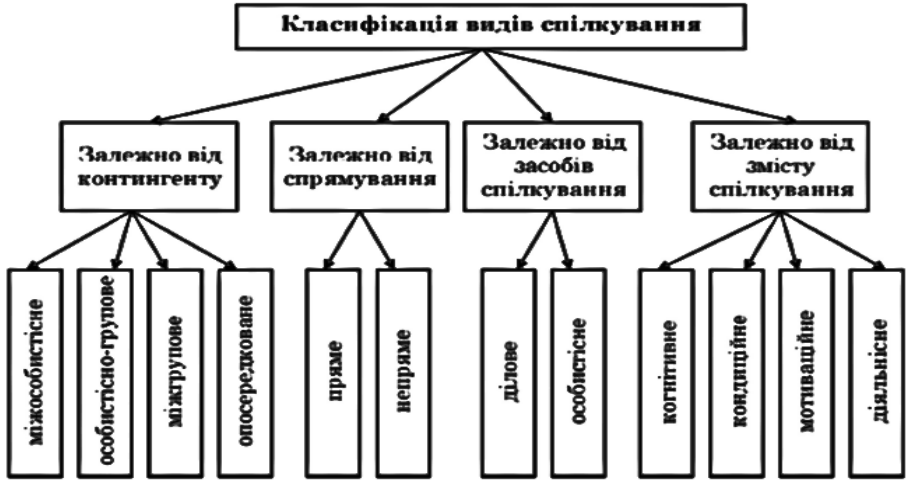 Класифікація видів спілкування
Залежно від
контингенту
Залежно від
спрямування
Залежно від
засобів
спілкування
Залежно від
змісту
спілкування
міжособистісне
особистісно-групове
міжгрупове
опосередковане
пряме
непряме
ділове
особистісне
когнітивне
кондиційне
мотиваційне
діяльнісне